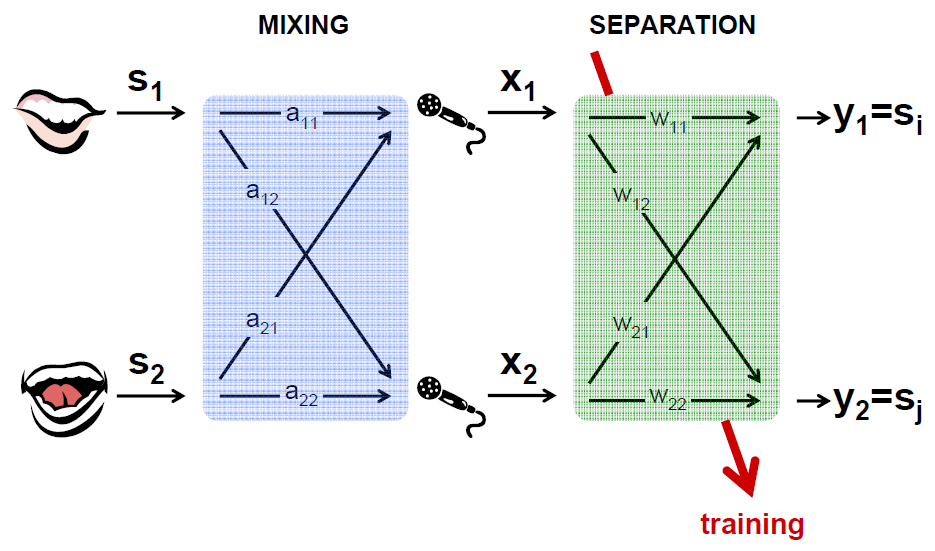 MIXING
SEPARATION
s1
x1
y1=si
a11
w11
a12
w12
a21
w21
s2
x2
y2=sj
a22
w22
training